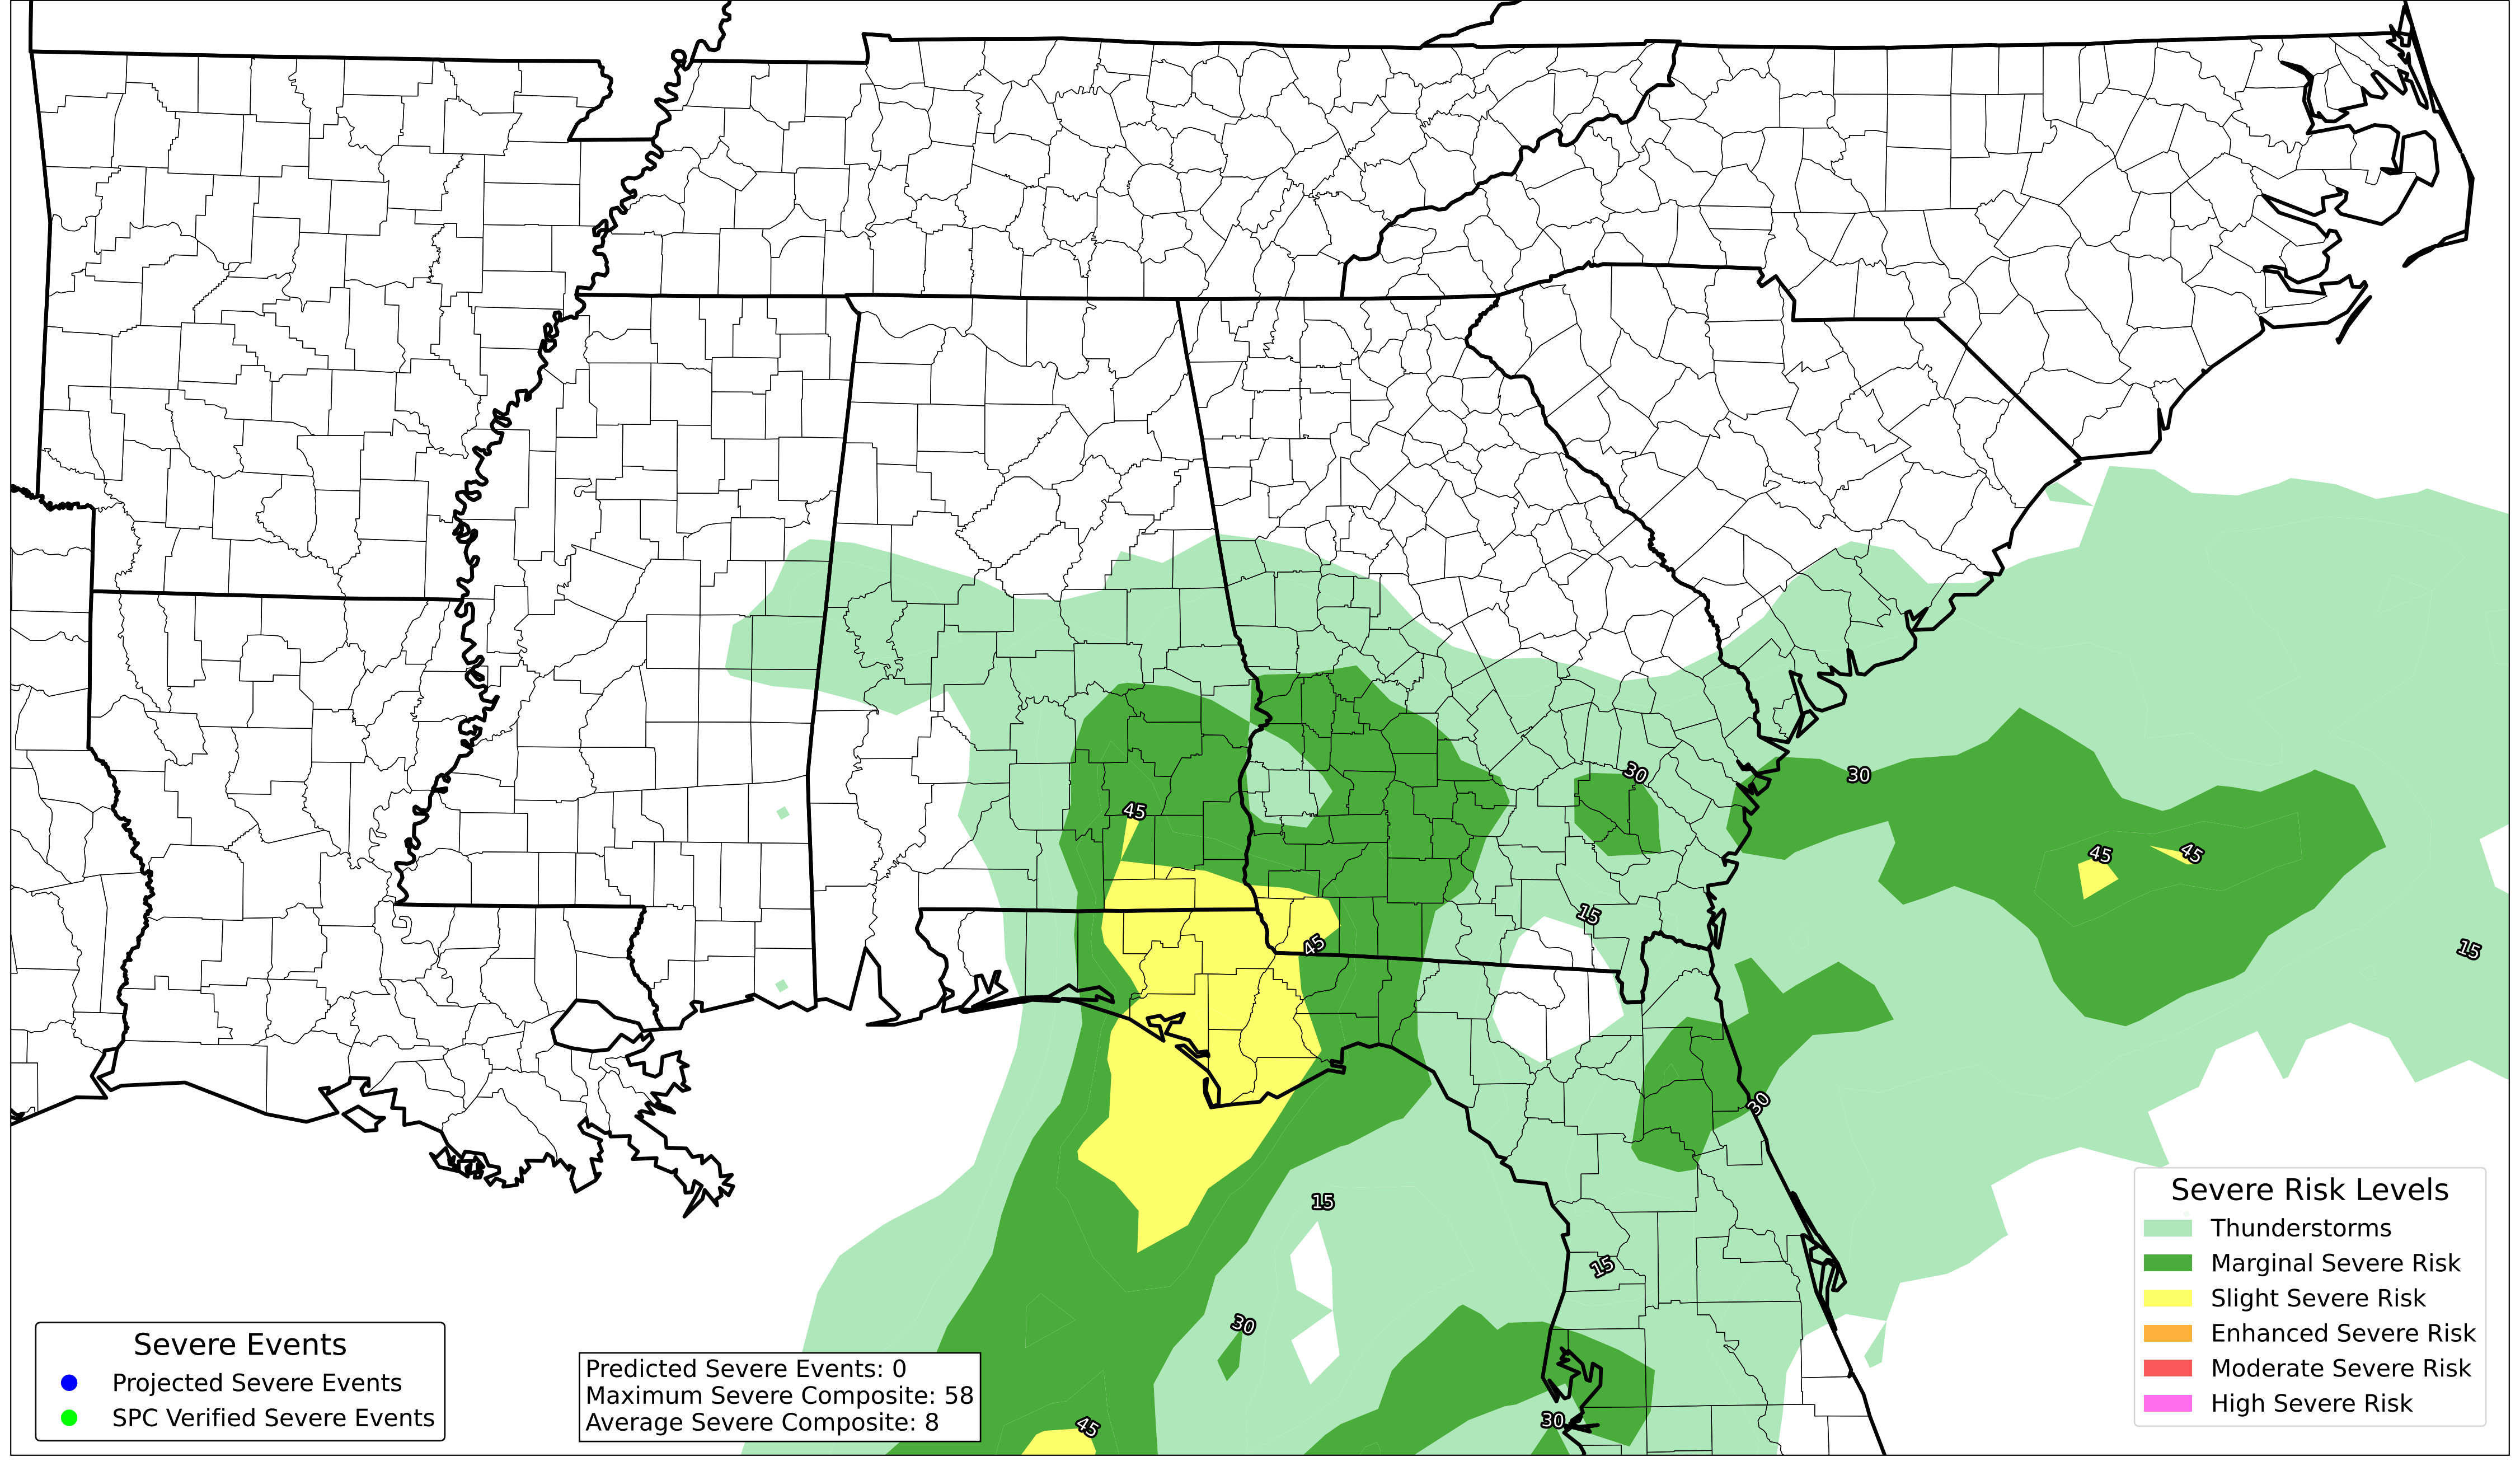 30
30
45
45
45
15
45
15
30
15
15
30
30
45
Severe Risk Levels
Thunderstorms
Marginal Severe Risk
Slight Severe Risk
Enhanced Severe Risk
Moderate Severe Risk
High Severe Risk
Severe Events
Projected Severe Events
SPC Verified Severe Events
Predicted Severe Events: 0
Maximum Severe Composite: 58
Average Severe Composite: 8